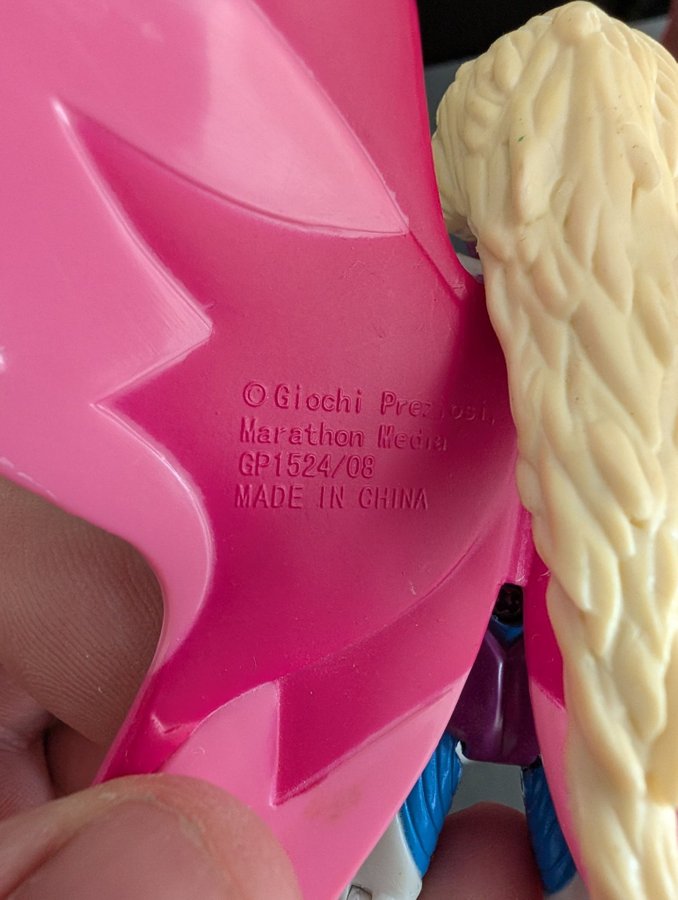 © Giochi Preziosi,
Marathon Media
GP1524/08
MADE IN CHINA